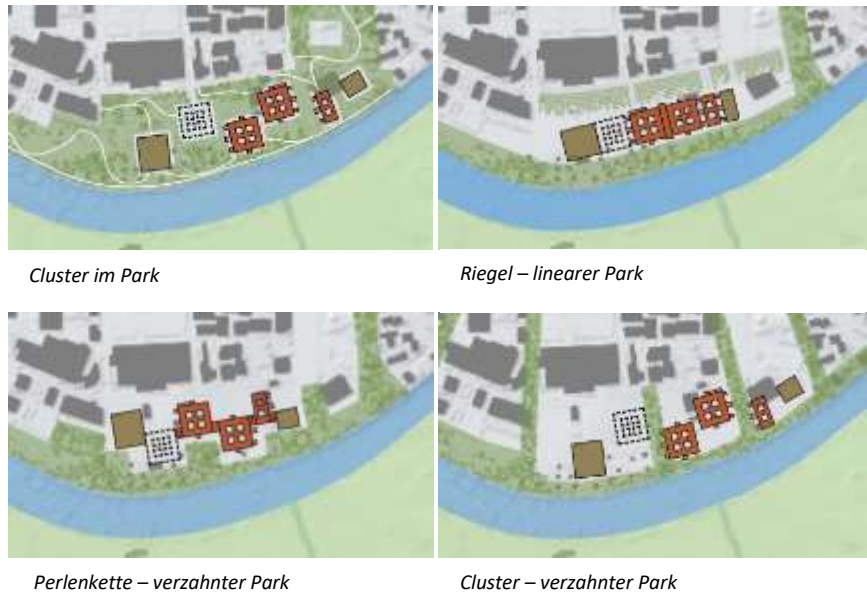 Cluster im Park
Riegel – linearer Park
Perlenkette – verzahnter Park
Cluster – verzahnter Park